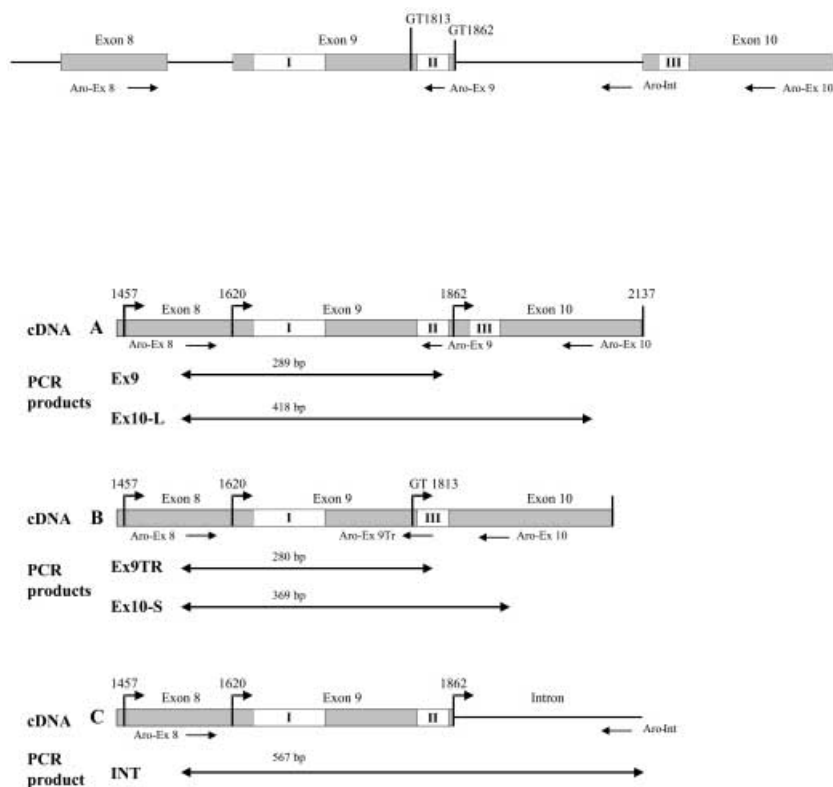 GT1813
GT1862
Exon 8 Exon 9 Exon 10
I II III
Aro-Ex 8 Aro-Ex 9 Aro-Int Aro-Ex 10
1457 1620 1862 2137
Exon 8 Exon 9 Exon 10
cDNA A I II III
Aro-Ex 8 Aro-Ex 9 Aro-Ex 10
PCR products
Ex9 289 bp
Ex10-L 418 bp
1457 1620 GT 1813
Exon 8 Exon 9 Exon 10
cDNA B I III
Aro-Ex 8 Aro-Ex 9Tr Aro-Ex 10
PCR products
Ex9TR 280 bp
Ex10-S 369 bp
1457 1620 1862
Exon 8 Exon 9 Intron
cDNA C I II
Aro-Ex 8 Aro-Int
PCR product
INT 567 bp